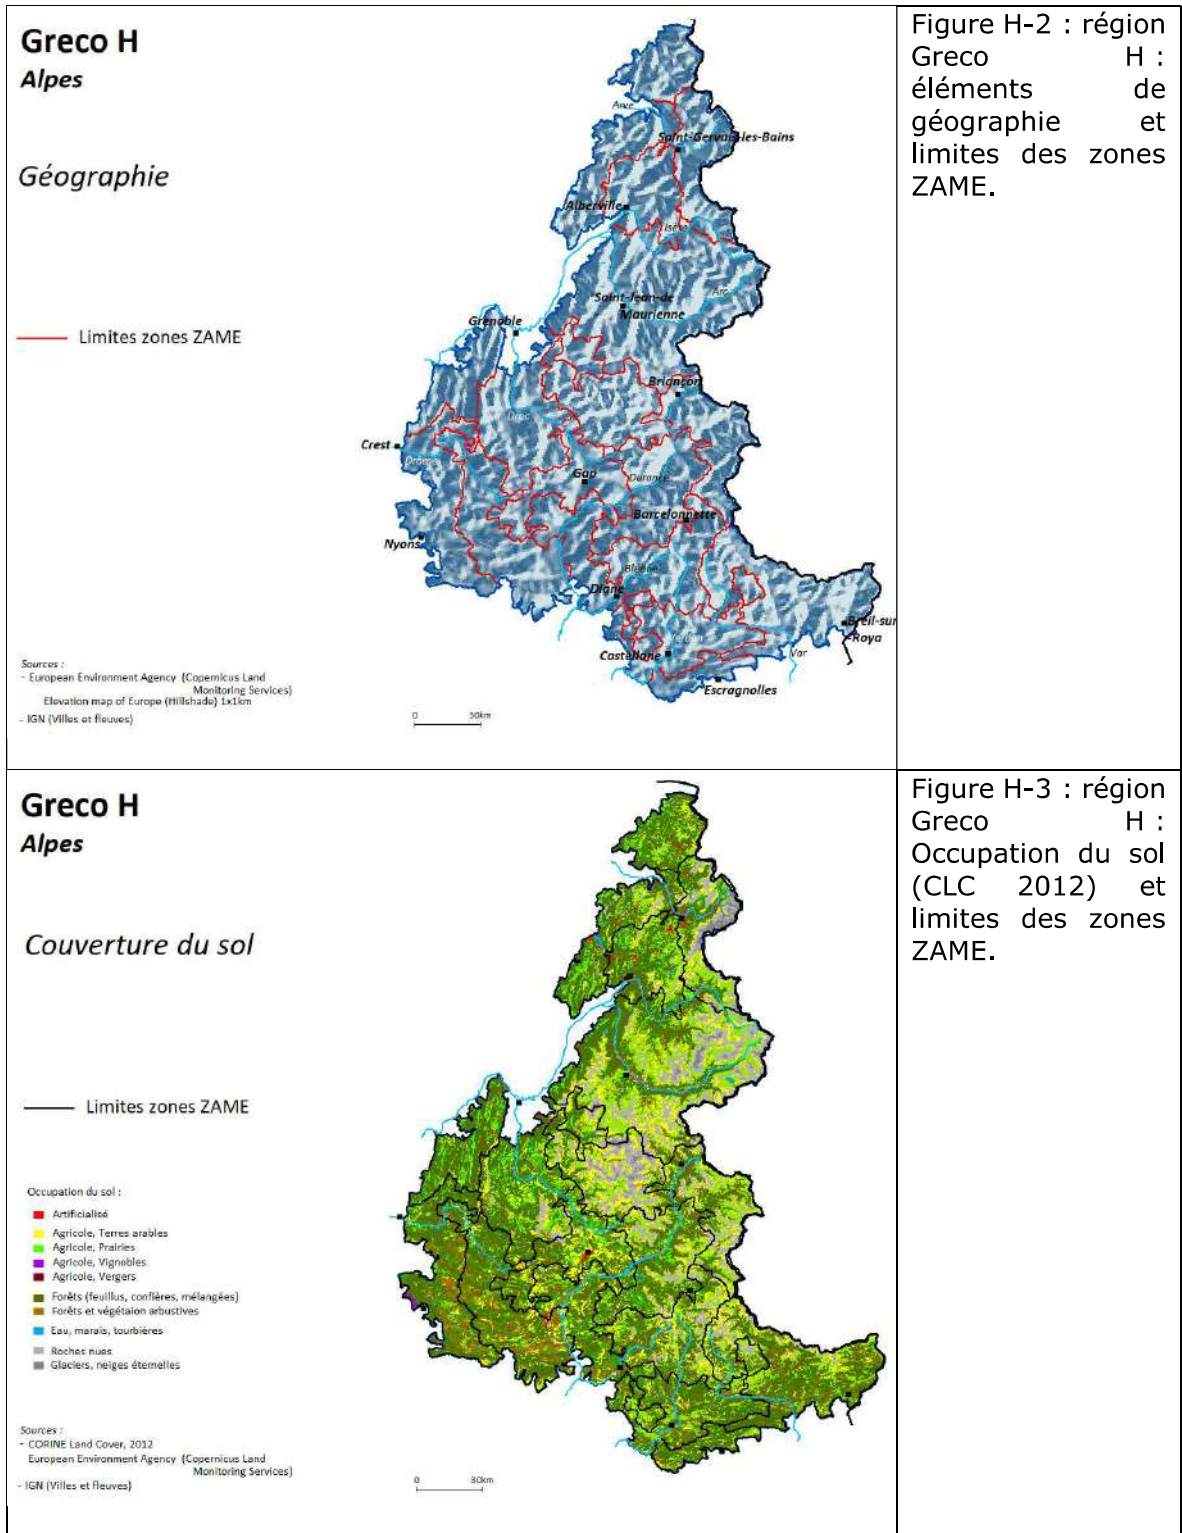 Greco H
Alpes
Géographie
Limites zones ZAME
Arve
Saint-Gervais-les-Bains
Alberville
Isère
Arc
Saint-Jean-de
Maurienne
Grenoble
Briançon
Drac
Crest
Drôme
Gap
Durance
Barcelonnette
Nyons
Bléone
Digne
Breil-sur
-Roya
Castellane
Var
Escragnolles
Sources :
- European Environment Agency (Copernicus Land
Monitoring Services)
Elevation map of Europe (Hillshade) 1x1km
- IGN (Villes et fleuves)
0 30km
Figure H-2 : région
Greco H :
éléments de
géographie et
limites des zones
ZAME.
Greco H
Alpes
Couverture du sol
Limites zones ZAME
Occupation du sol :
Artificialisé
Agricole, Terres arables
Agricole, Prairies
Agricole, Vignobles
Agricole, Vergers
Forêts (feuillus, conifères, mélangées)
Forêts et végétaion arbustives
Eau, marais, tourbières
Roches nues
Glaciers, neiges éternelles
Sources :
- CORINE Land Cover, 2012
European Environment Agency (Copernicus Land
Monitoring Services)
- IGN (Villes et fleuves)
0 30km
Figure H-3 : région
Greco H :
Occupation du sol
(CLC 2012) et
limites des zones
ZAME.